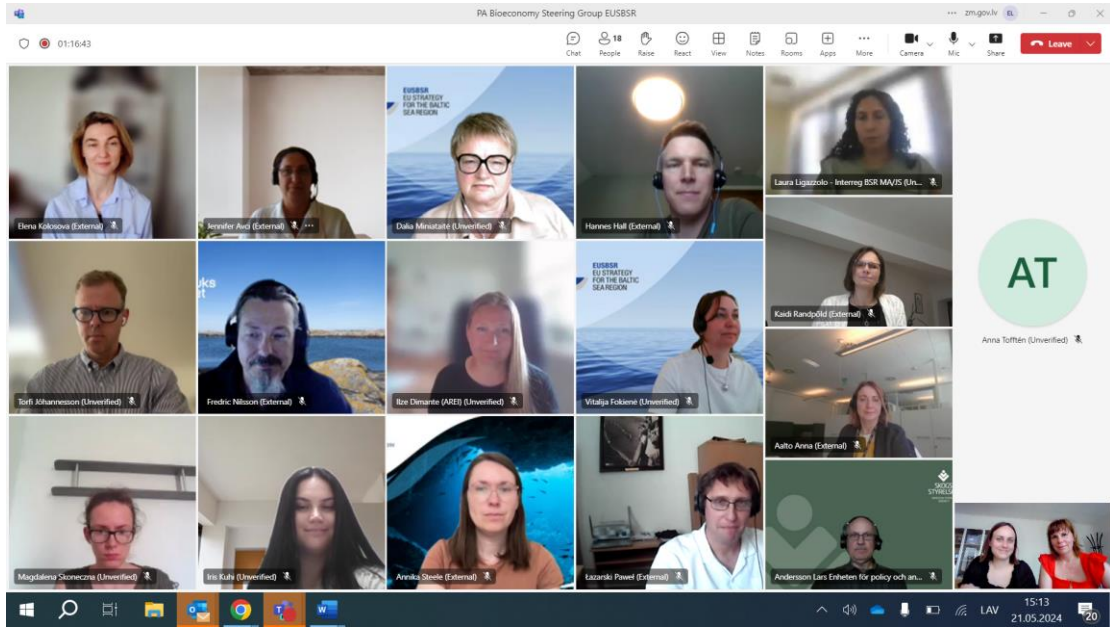 PA Bioeconomy Steering Group EUSBSR
zm.gov.lv EL
01:16:43
18
Chat People Raise React View Notes Rooms Apps More Camera Mic Share Leave
EUSBSR
EU STRATEGY
FOR THE BALTIC
SEA REGION
Elena Kolosova (External)
Jennifer Avci (External)
Dalia Miniataitė (Unverified)
Hannes Hall (External)
Laura Ligazzolo - Interreg BSR MA/JS (Un...
Kaidi Randpõld (External)
AT
Anna Tofftén (Unverified)
EUSBSR
EU STRATEGY
FOR THE BALTIC
SEA REGION
Torfi Jóhannesson (Unverified)
Fredric Nilsson (External)
Ilze Dimante (AREI) (Unverified)
Vitalija Fokienė (Unverified)
Aalto Anna (External)
Magdalena Skoneczna (Unverified)
Iris Kuhi (Unverified)
Annika Steele (External)
Łazarski Paweł (External)
Andersson Lars Enheten för policy och an...
LAV
15:13
21.05.2024
20